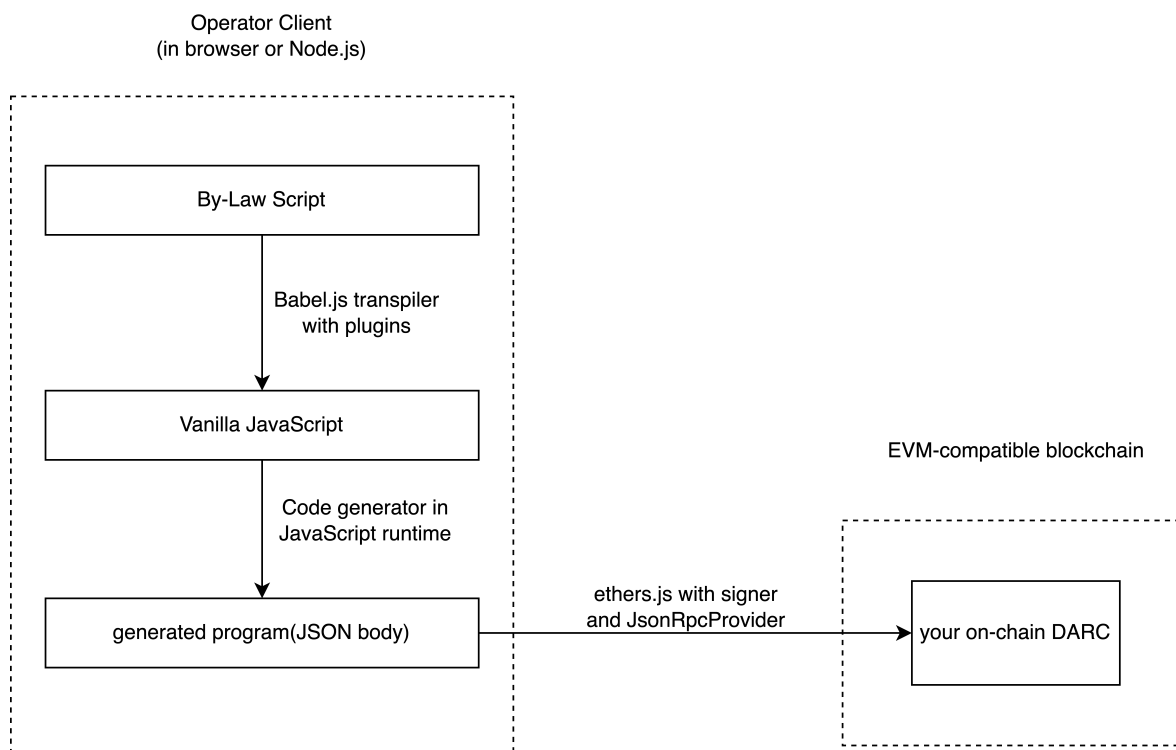 Operator Client
(in browser or Node.js)
By-Law Script
Babel.js transpiler
with plugins
Vanilla JavaScript
Code generator in
JavaScript runtime
generated program(JSON body)
ethers.js with signer
and JsonRpcProvider
EVM-compatible blockchain
your on-chain DARC